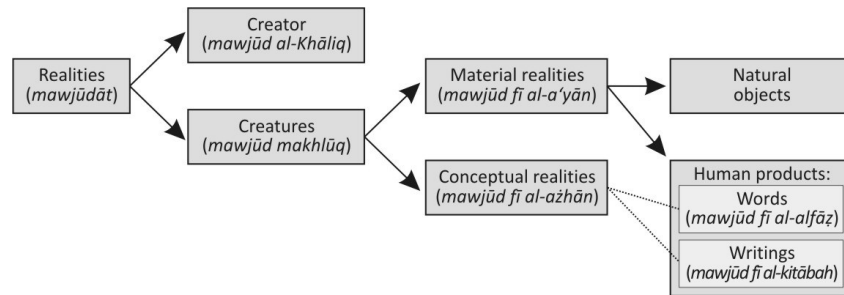 Realities
(mawjūdāt)
Creator
(mawjūd al-Khāliq)
Creatures
(mawjūd makhlūq)
Material realities
(mawjūd fī al-a‘yān)
Conceptual realities
(mawjūd fī al-ażhān)
Natural
objects
Human products:
Words
(mawjūd fī al-alfāẓ)
Writings
(mawjūd fī al-kitābah)